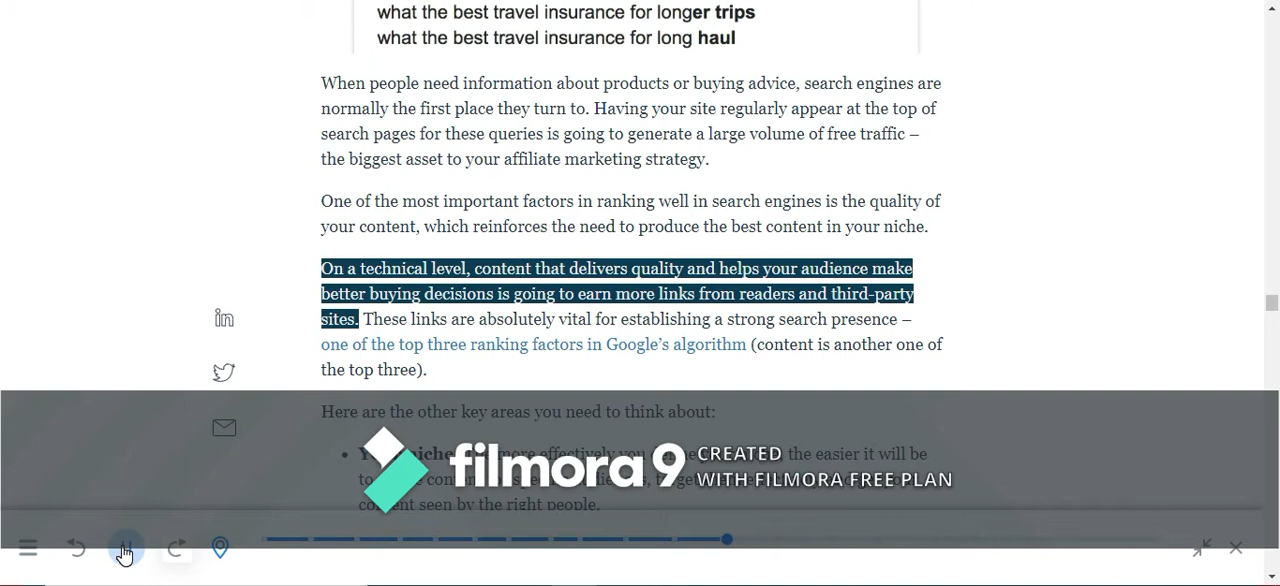 what the best travel insurance for longer trips
what the best travel insurance for long haul
When people need information about products or buying advice, search engines are
normally the first place they turn to. Having your site regularly appear at the top of
search pages for these queries is going to generate a large volume of free traffic –
the biggest asset to your affiliate marketing strategy.
One of the most important factors in ranking well in search engines is the quality of
your content, which reinforces the need to produce the best content in your niche.
On a technical level, content that delivers quality and helps your audience make
better buying decisions is going to earn more links from readers and third-party
sites. These links are absolutely vital for establishing a strong search presence –
one of the top three ranking factors in Google's algorithm (content is another one of
the top three).
Here are the other key areas you need to think about:
more effectively you the easier it will be
content seen by the right people.
filmora9 CREATED
WITH FILMORA FREE PLAN